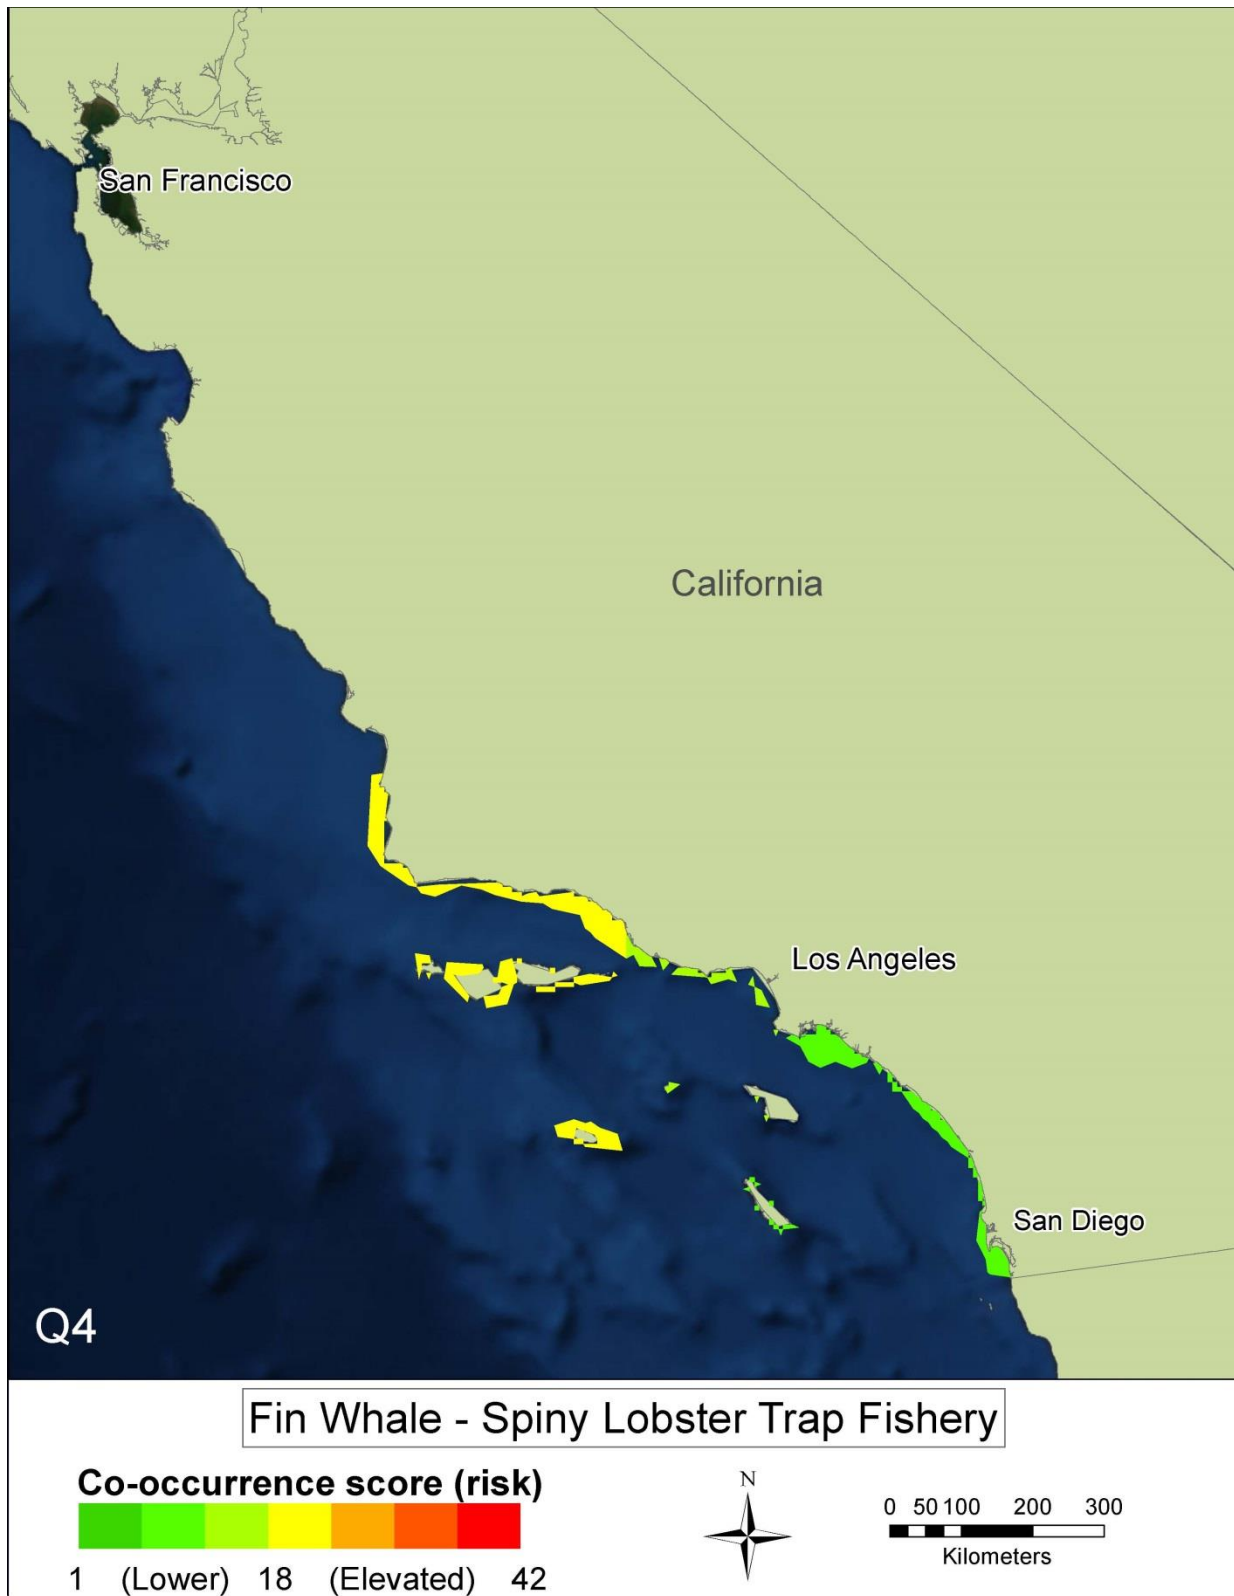 San Francisco
California
Los Angeles
San Diego
Q4
Fin Whale - Spiny Lobster Trap Fishery
Co-occurrence score (risk)
1 (Lower) 18 (Elevated) 42
N
0 50 100 200 300
Kilometers